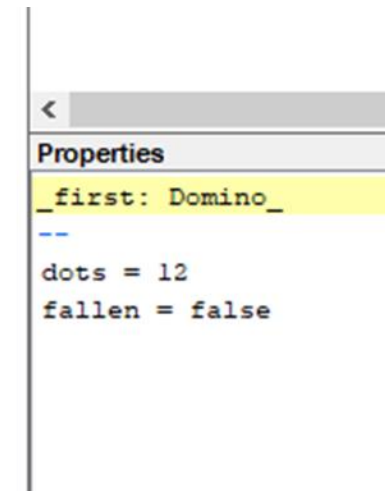 Properties
_first: Domino_
--
dots = 12
fallen = false